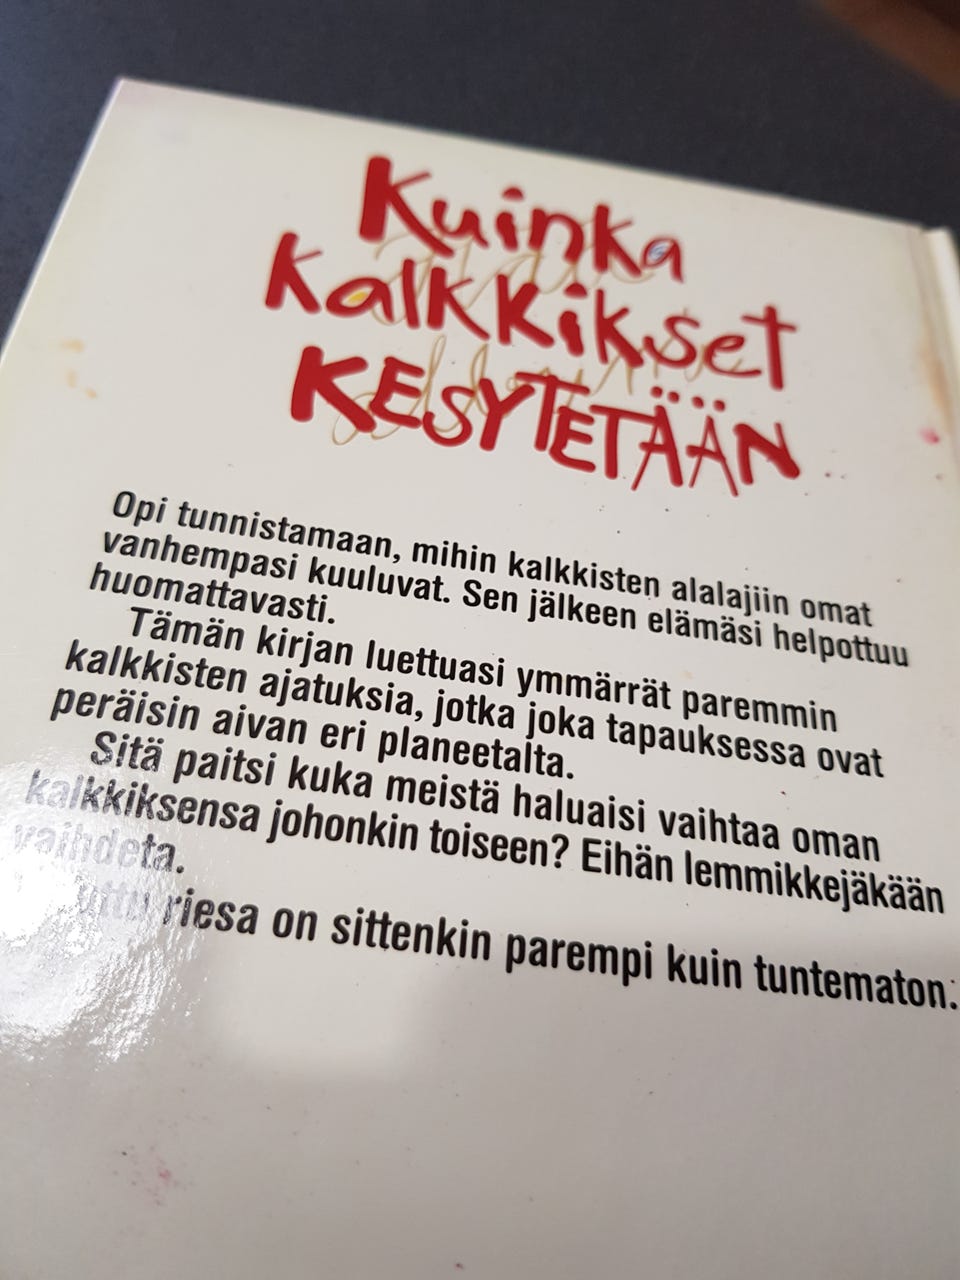 Kuinka
kalkkikset
KESYTETÄÄN
Opi tunnistamaan, mihin kalkkisten alalajiin omat
vanhempasi kuuluvat. Sen jälkeen elämäsi helpottuu
huomattavasti.
Tämän kirjan luettuasi ymmärrät paremmin
kalkkisten ajatuksia, jotka joka tapauksessa ovat
peräisin aivan eri planeetalta.
Sitä paitsi kuka meistä haluaisi vaihtaa oman
kalkkiksensa johonkin toiseen? Eihän lemmikkejäkään
vaihdeta.
riesa on sittenkin parempi kuin tuntematon.